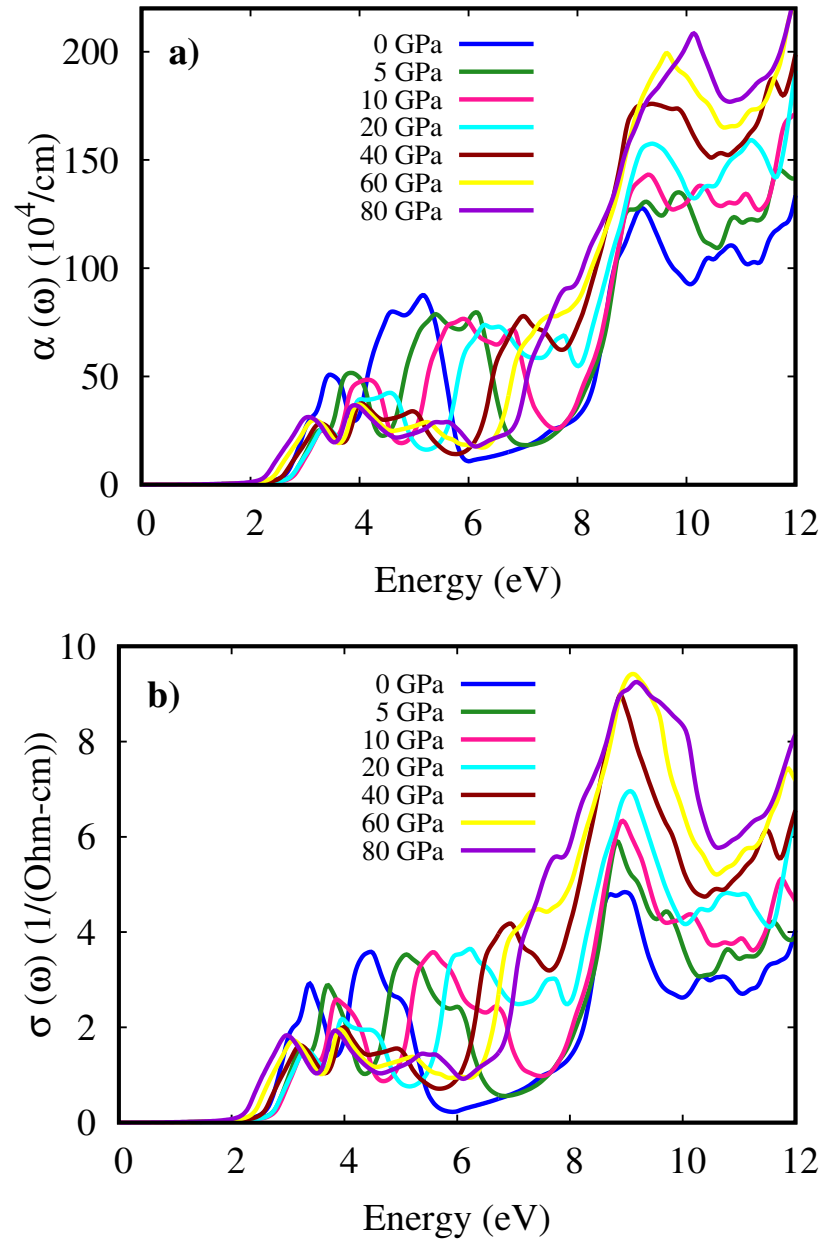 a)
0 GPa
5 GPa
10 GPa
20 GPa
40 GPa
60 GPa
80 GPa
200
150
100
50
0
α (ω) (10^4/cm)
0 2 4 6 8 10 12
Energy (eV)
b)
0 GPa
5 GPa
10 GPa
20 GPa
40 GPa
60 GPa
80 GPa
10
8
6
4
2
0
σ (ω) (1/(Ohm-cm))
0 2 4 6 8 10 12
Energy (eV)